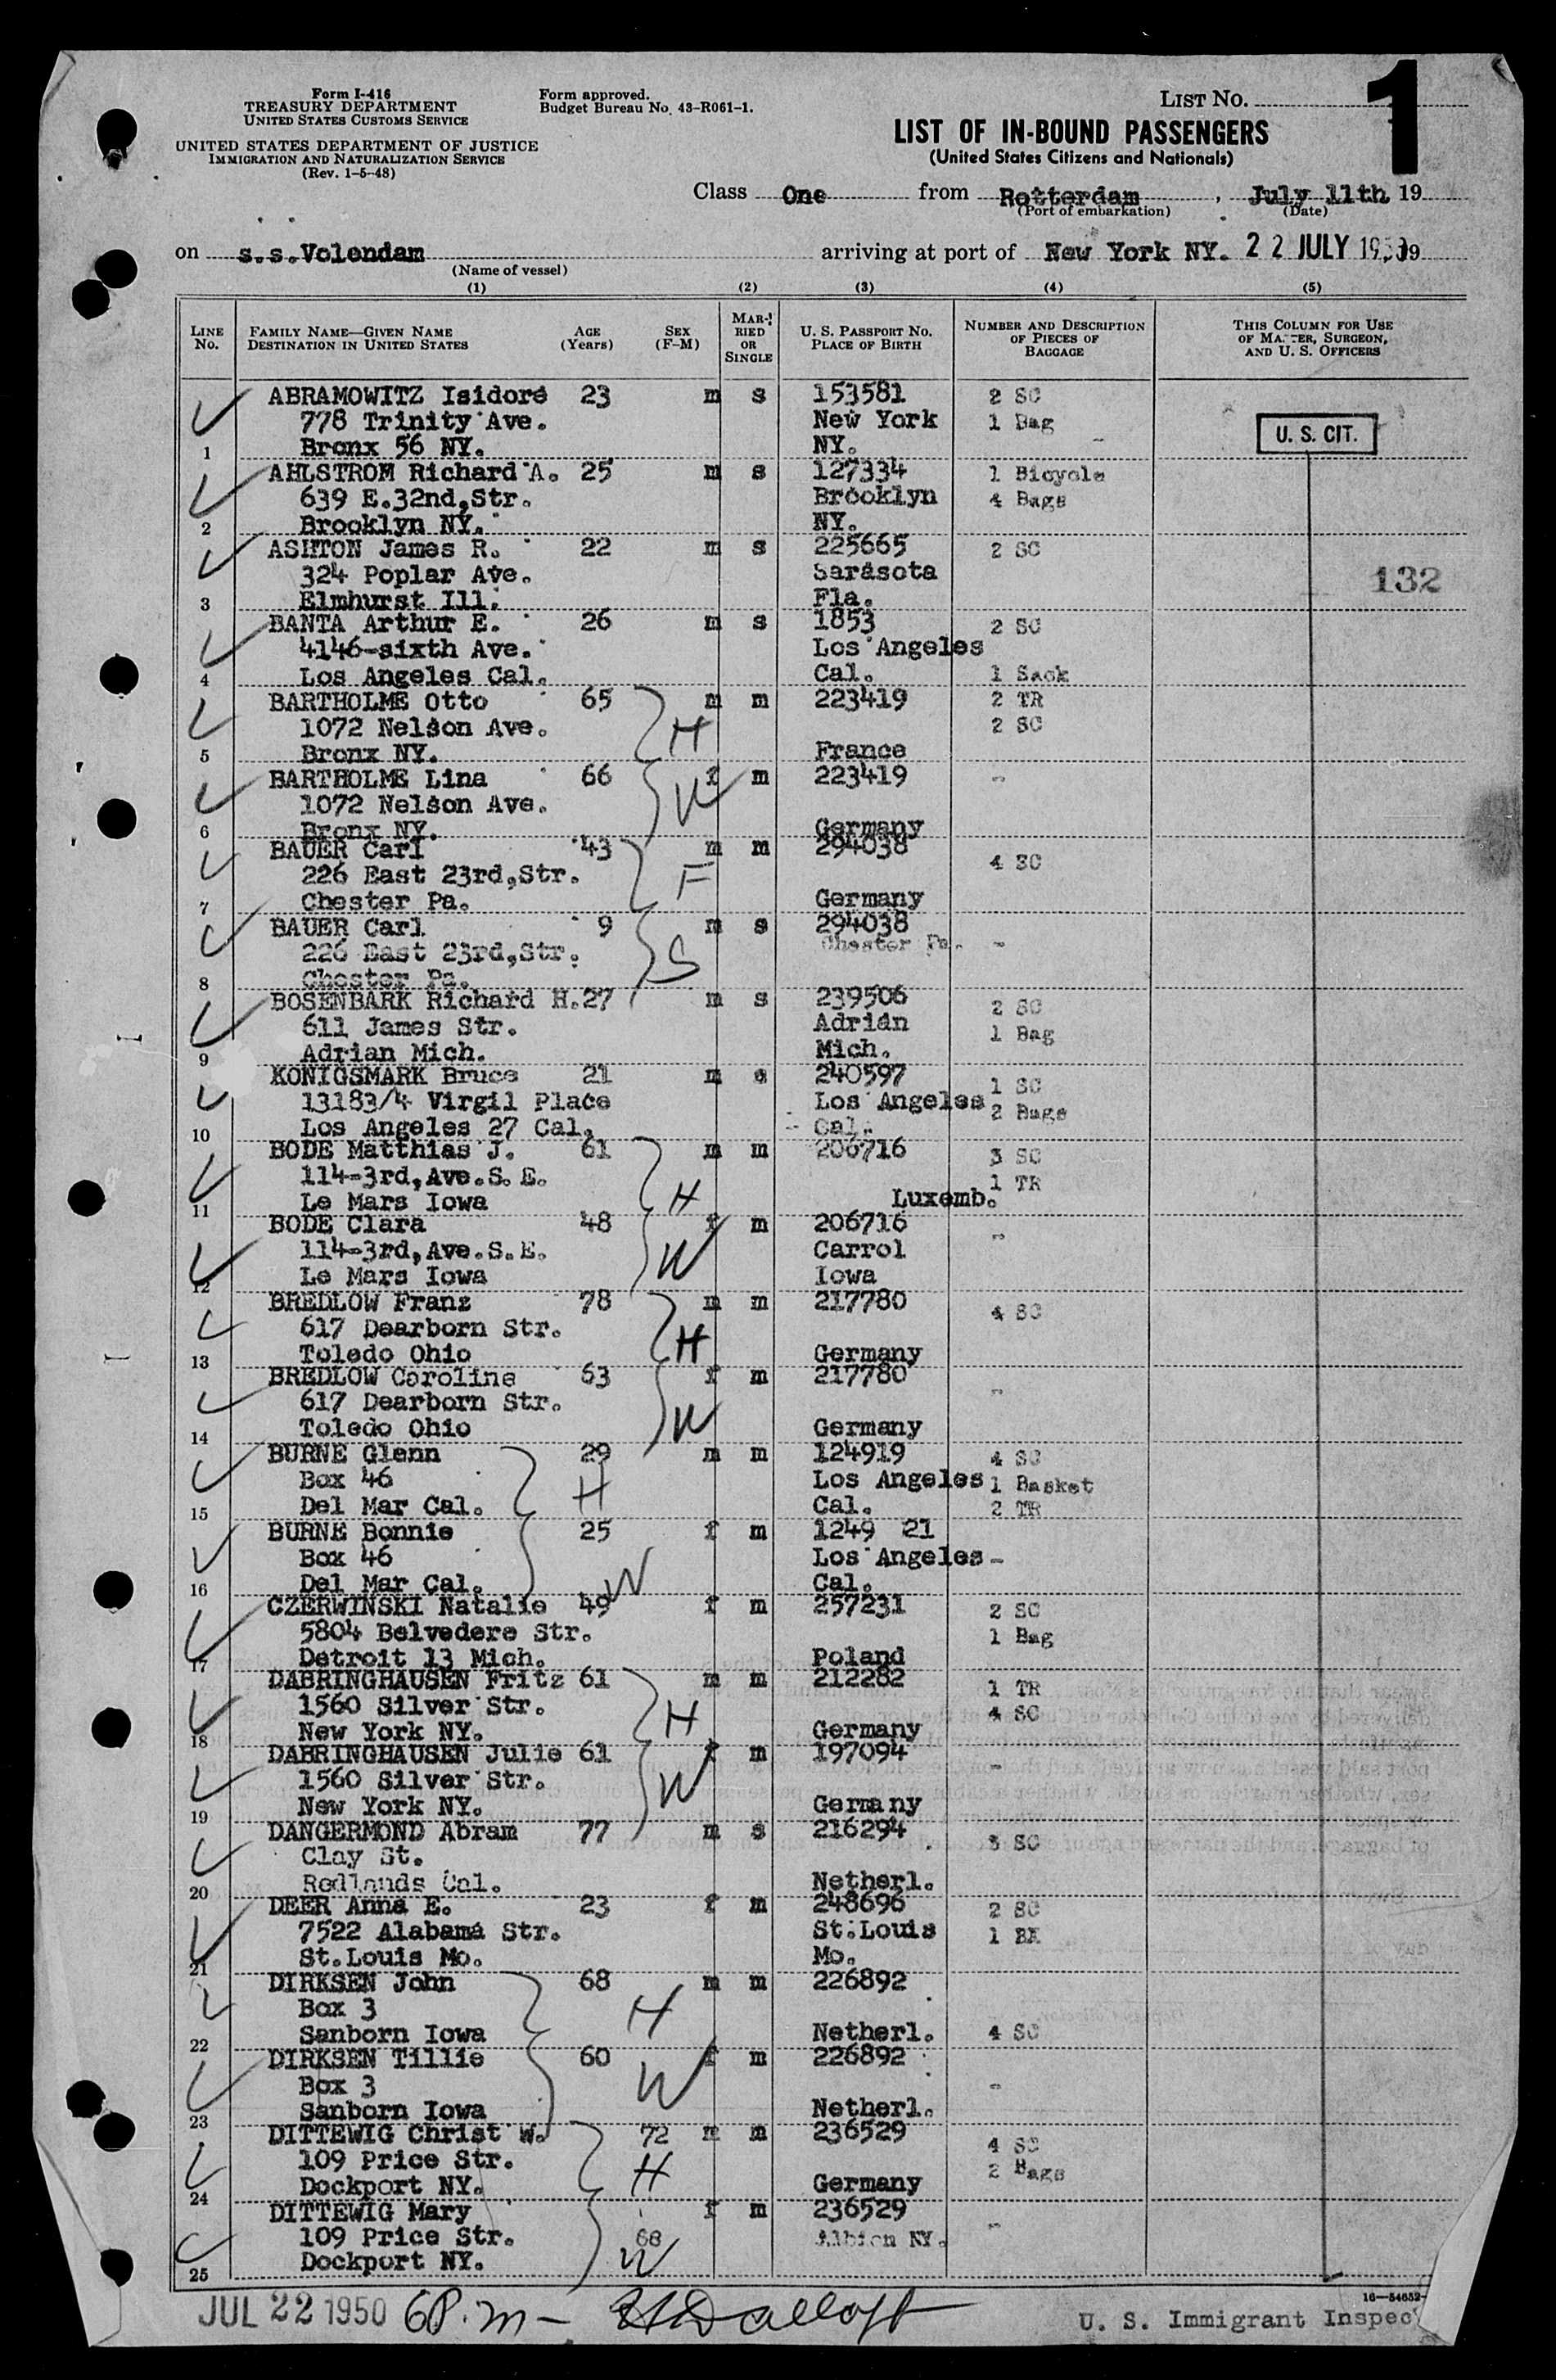 Form I-416
TREASURY DEPARTMENT
UNITED STATES CUSTOMS SERVICE
UNITED STATES DEPARTMENT OF JUSTICE
IMMIGRATION AND NATURALIZATION SERVICE
(Rev. 1-5-48)
Form approved.
Budget Bureau No. 43-R061-1.
LIST NO.
1
LIST OF IN-BOUND PASSENGERS
(United States Citizens and Nationals)
Class One from Rotterdam, July 11th 19
(Port of embarkation) (Date)
on s.s.Volendam arriving at port of New York NY. 22 JULY 19
(Name of vessel)
(1) (2) (3) (4) (5)
LINE No.
FAMILY NAME—GIVEN NAME
DESTINATION IN UNITED STATES
AGE (Years)
SEX (F-M)
MARRIED OR SINGLE
U. S. PASSPORT NO.
PLACE OF BIRTH
NUMBER AND DESCRIPTION OF PIECES OF BAGGAGE
THIS COLUMN FOR USE OF MASTER, SURGEON, AND U. S. OFFICERS
ABRAMOWITZ Isidore 23 m s 153581 2 SC
778 Trinity Ave. New York 1 Bag
1 Bronx 56 NY. NY. -
U. S. CIT.
AHLSTROM Richard A. 25 m s 127334 1 Bicycle
639 E.32nd,Str. Brooklyn 4 Bags
2 Brooklyn NY. NY.
ASHTON James R. 22 m s 225665 2 SC
324 Poplar Ave. Sarasota 132
3 Elmhurst Ill. Fla.
BANTA Arthur E. 26 m s 1853 2 SC
4146-sixth Ave. Los Angeles
4 Los Angeles Cal. Cal. 1 Sack
BARTHOLME Otto 65 m m 223419 2 TR
1072 Nelson Ave. H 2 SC
5 Bronx NY. France
BARTHOLME Lina 66 f m 223419 -
1072 Nelson Ave. W
6 Bronx NY. Germany
BAUER Carl 43 m m 294038 4 SC
226 East 23rd,Str. F
7 Chester Pa. Germany
BAUER Carl 9 m s 294038
226 East 23rd,Str. S Chester Pa. -
8 Chester Pa.
BOSENBARK Richard H. 27 m s 239506 2 SC
611 James Str. Adrian 1 Bag
9 Adrian Mich. Mich.
KONIGSMARK Bruce 21 m s 240597 1 SC
13183/4 Virgil Place Los Angeles 2 Bags
10 Los Angeles 27 Cal. Cal.
BODE Matthias J. 61 m m 206716 3 SC
114-3rd,Ave.S.E. 1 TR
11 Le Mars Iowa H Luxemb.
BODE Clara 48 f m 206716 -
114-3rd,Ave.S.E. W Carrol
12 Le Mars Iowa Iowa
BREDLOW Franz 78 m m 217780 4 SC
617 Dearborn Str. H
13 Toledo Ohio Germany
BREDLOW Caroline 63 f m 217780 -
617 Dearborn Str. W
14 Toledo Ohio Germany
BURNE Glenn 29 m m 124919 4 SC
Box 46 H Los Angeles 1 Basket
15 Del Mar Cal. Cal. 2 TR
BURNE Bonnie 25 f m 1249 21
Box 46 W Los Angeles -
16 Del Mar Cal. Cal.
CZERWINSKI Natalie 49 f m 257231 2 SC
5804 Belvedere Str. 1 Bag
17 Detroit 13 Mich. Poland
DABRINGHAUSEN Fritz 61 m m 212282 1 TR
1560 Silver Str. H 4 SC
18 New York NY. Germany
DABRINGHAUSEN Julie 61 f m 197094 -
1560 Silver Str. W
19 New York NY. Germany
DANGERMOND Abram 77 m s 216294 3 SC
Clay St.
20 Redlands Cal. Netherl.
DEER Anna E. 23 f m 248696 2 SC
7522 Alabama Str. St.Louis 1 BK
21 St.Louis Mo. Mo.
DIRKSEN John 68 m m 226892
Box 3 H
22 Sanborn Iowa Netherl. 4 SC
DIRKSEN Tillie 60 f m 226892
Box 3 W -
23 Sanborn Iowa Netherl.
DITTEWIG Christ W. 72 m m 236529 4 SC
109 Price Str. H 2 Bags
24 Dockport NY. Germany
DITTEWIG Mary f m 236529 -
109 Price Str. 68 Albion NY.
25 Dockport NY. W
JUL 22 1950 6P.m-
U. S. Immigrant Inspec